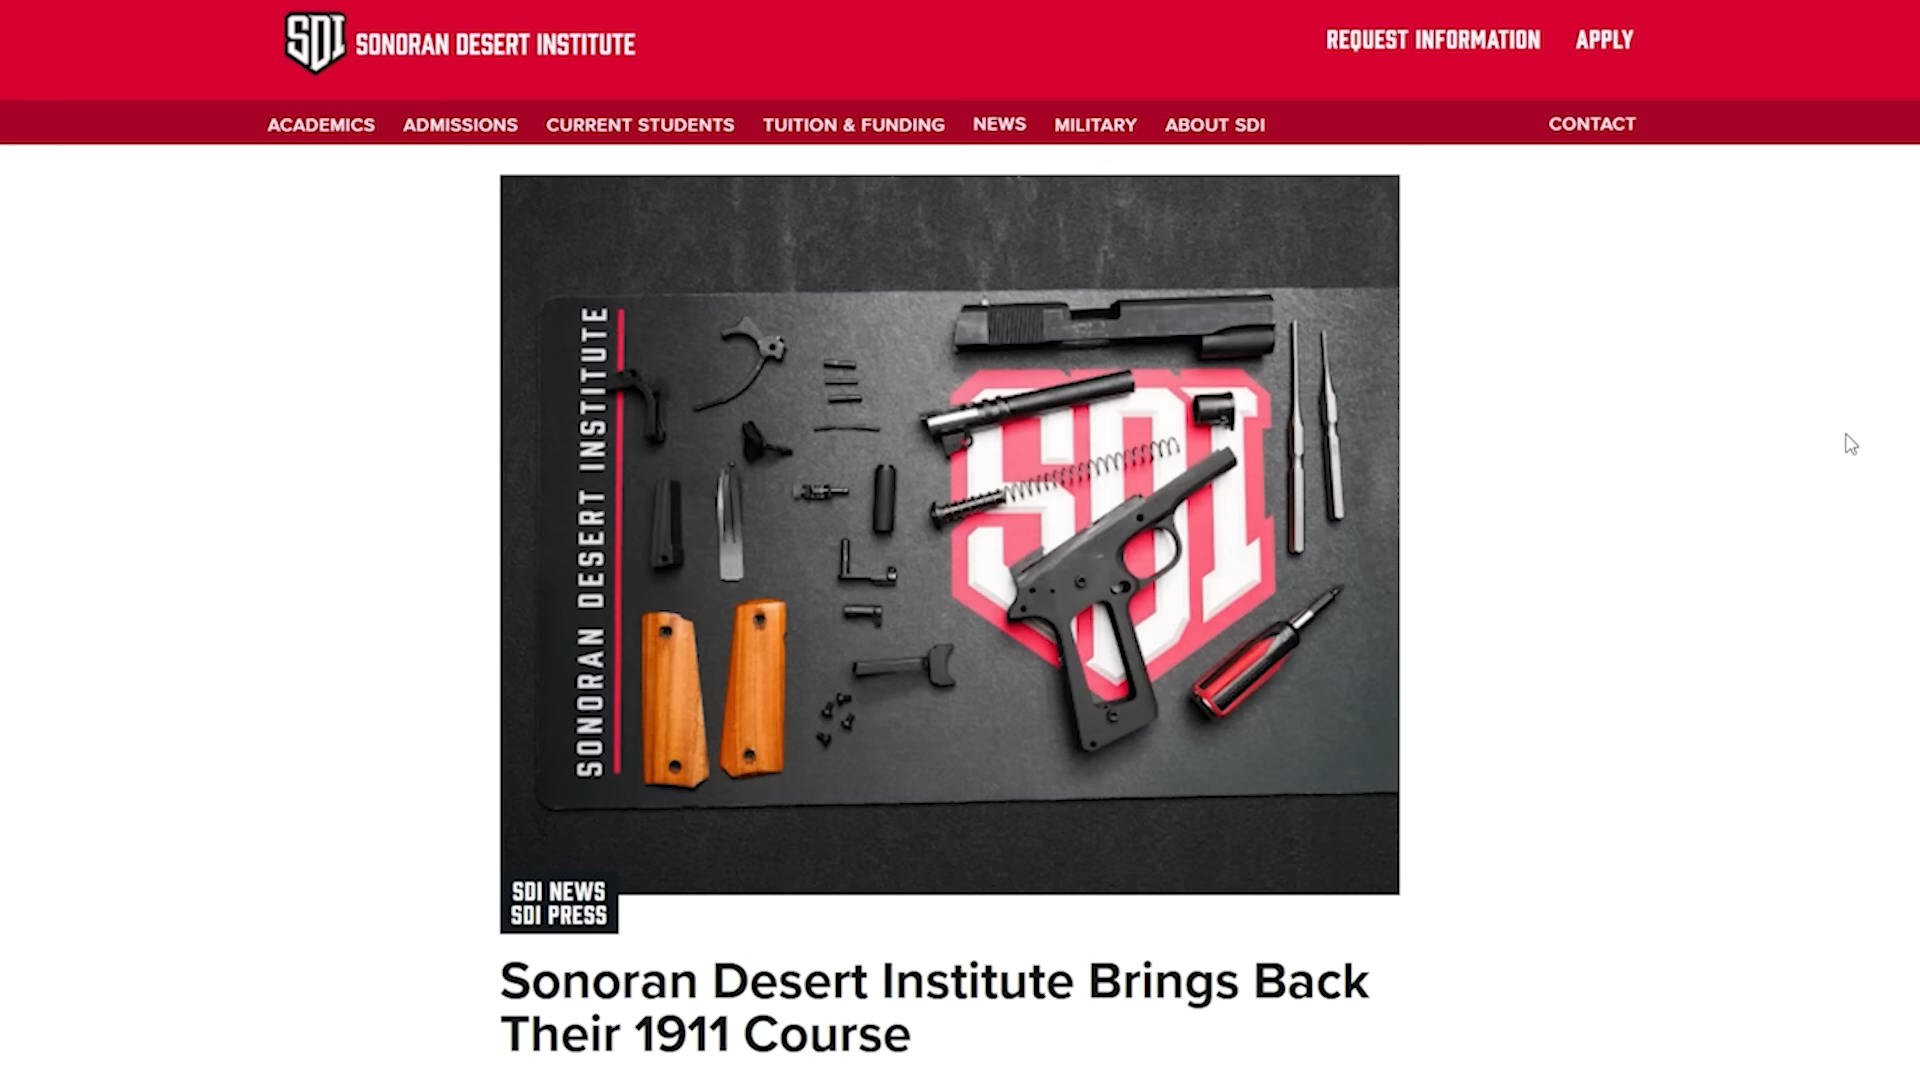 SDI SONORAN DESERT INSTITUTE
REQUEST INFORMATION APPLY
ACADEMICS ADMISSIONS CURRENT STUDENTS TUITION & FUNDING NEWS MILITARY ABOUT SDI CONTACT
SONORAN DESERT INSTITUTE
SDI
SDI NEWS
SDI PRESS
Sonoran Desert Institute Brings Back
Their 1911 Course